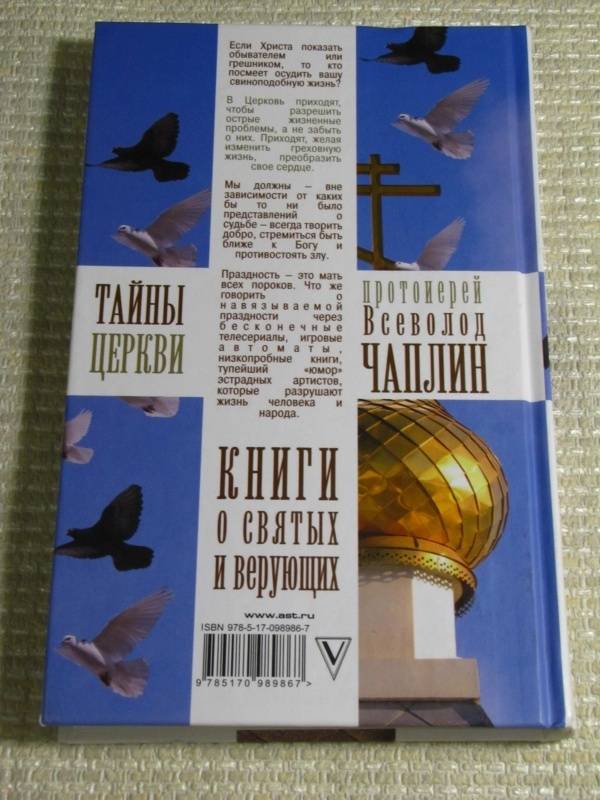 Если Христа показать
обывателем или
грешником, то кто
посмеет осудить вашу
свиноподобную жизнь?
В Церковь приходят,
чтобы разрешить
острые жизненные
проблемы, а не забыть
о них. Приходят, желая
изменить греховную
жизнь, преобразить
свое сердце.
Мы должны – вне
зависимости от каких
бы то ни было
представлений о
судьбе – всегда творить
добро, стремиться быть
ближе к Богу и
противостоять злу.
Праздность – это мать
всех пороков. Что же
говорить о
навязываемой
праздности через
бесконечные
телесериалы, игровые
автоматы,
низкопробные книги,
тупейший «юмор»
эстрадных артистов,
которые разрушают
жизнь человека и
народа.
ТАЙНЫ
ЦЕРКВИ
протоиерей
Всеволод
ЧАПЛИН
КНИГИ
О СВЯТЫХ
И ВЕРУЮЩИХ
www.ast.ru
ISBN 978-5-17-098986-7
9 785170 989867>